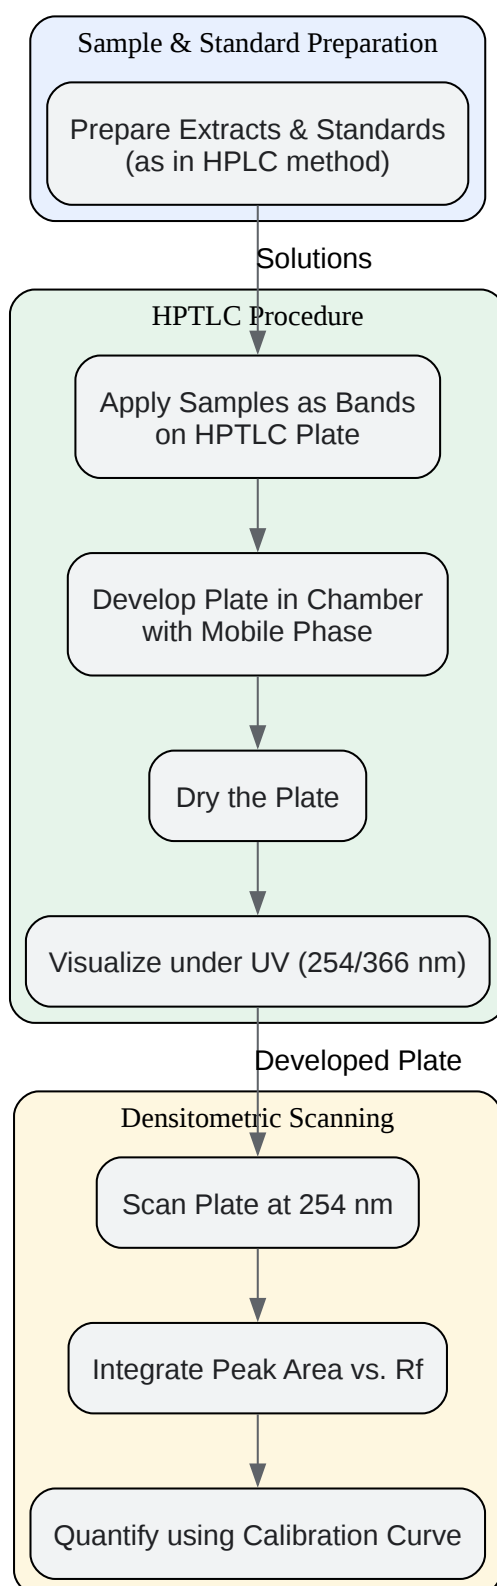 Sample & Standard Preparation
Prepare Extracts & Standards
(as in HPLC method)
Solutions
HPTLC Procedure
Apply Samples as Bands
on HPTLC Plate
Develop Plate in Chamber
with Mobile Phase
Dry the Plate
Visualize under UV (254/366 nm)
Developed Plate
Densitometric Scanning
Scan Plate at 254 nm
Integrate Peak Area vs. Rf
Quantify using Calibration Curve